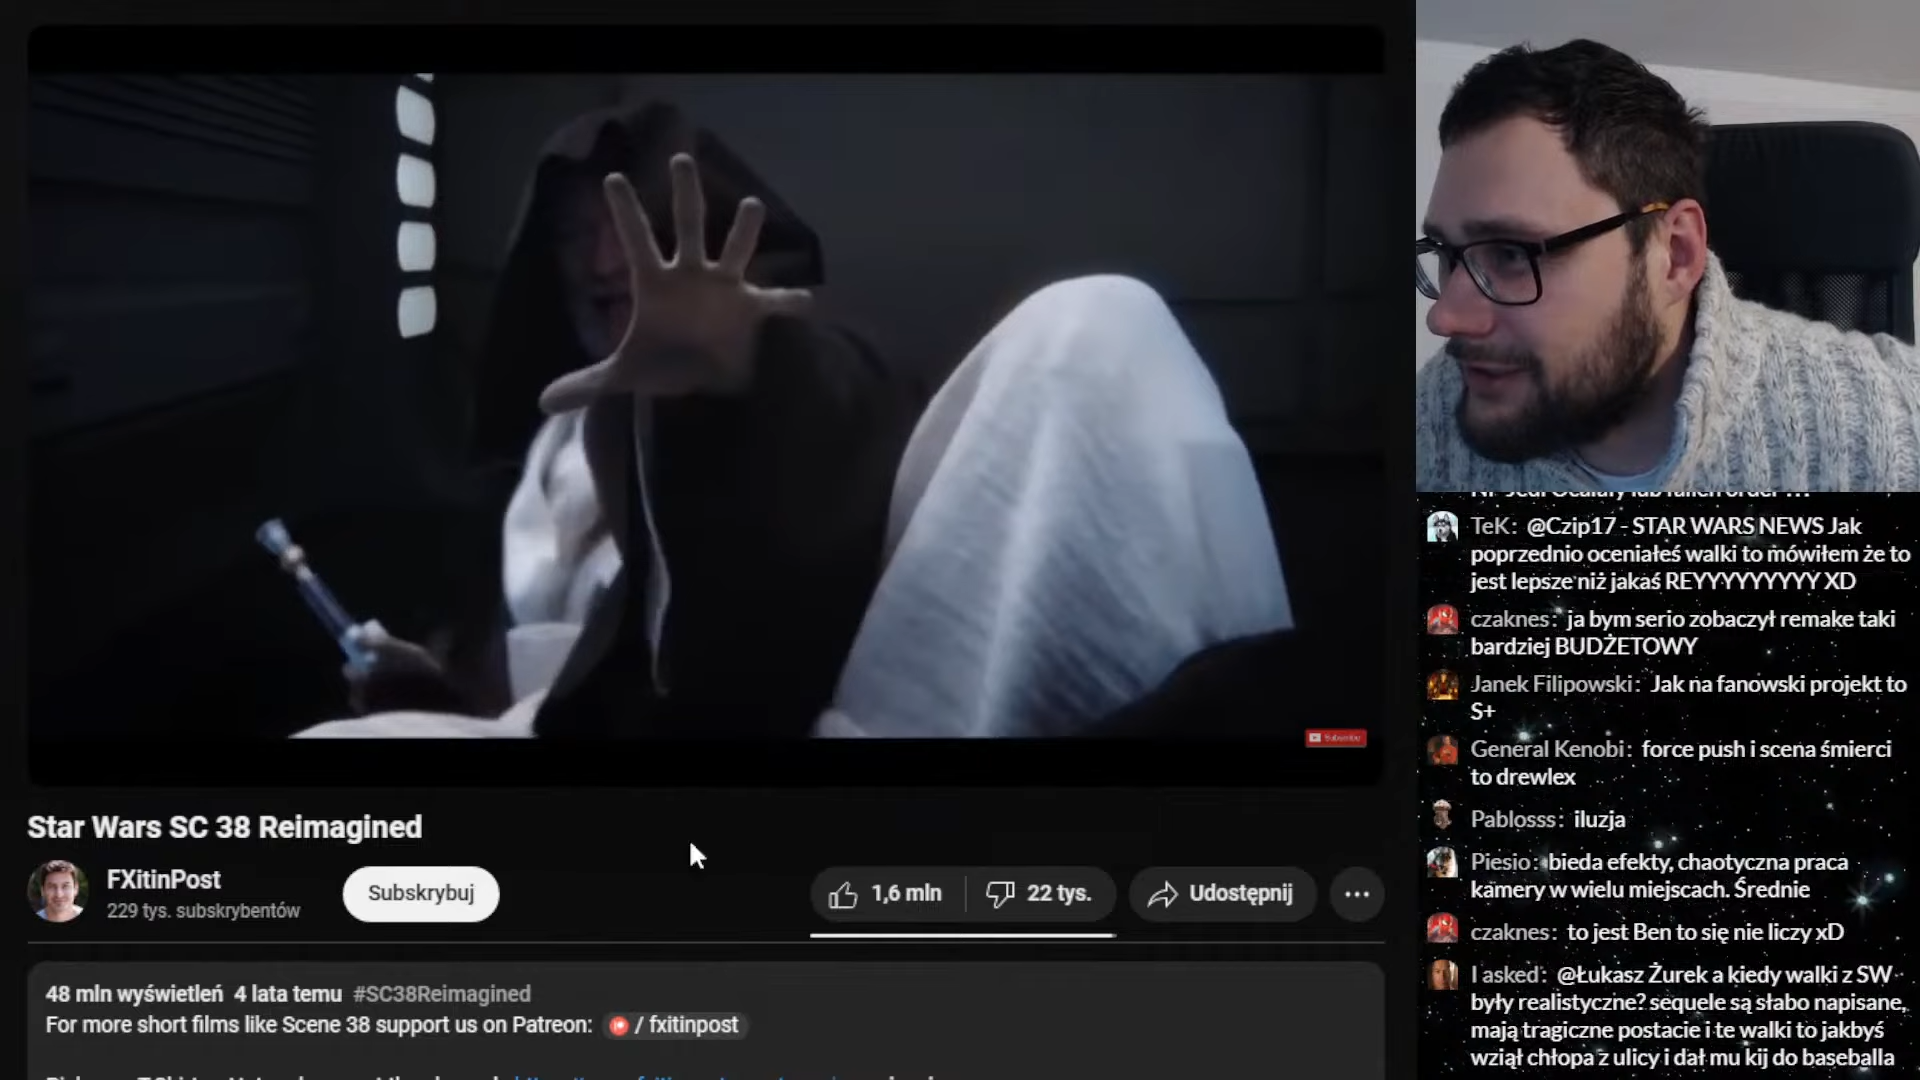 Subscribe
Star Wars SC 38 Reimagined
FXitinPost
229 tys. subskrybentów
Subskrybuj
1,6 mln
22 tys.
Udostępnij
48 mln wyświetleń 4 lata temu #SC38Reimagined
For more short films like Scene 38 support us on Patreon: / fxitinpost
TeK: @Czip17 - STAR WARS NEWS Jak
poprzednio oceniałeś walki to mówiłem że to
jest lepsze niż jakaś REYYYYYYYYY XD
czaknes: ja bym serio zobaczył remake taki
bardziej BUDŻETOWY
Janek Filipowski: Jak na fanowski projekt to
S+
General Kenobi: force push i scena śmierci
to drewlex
Pablosss: iluzja
Piesio: bieda efekty, chaotyczna praca
kamery w wielu miejscach. Średnie
czaknes: to jest Ben to się nie liczy xD
I asked: @Łukasz Żurek a kiedy walki z SW
były realistyczne? sequele są słabo napisane,
mają tragiczne postacie i te walki to jakbyś
wziął chłopa z ulicy i dał mu kij do baseballa